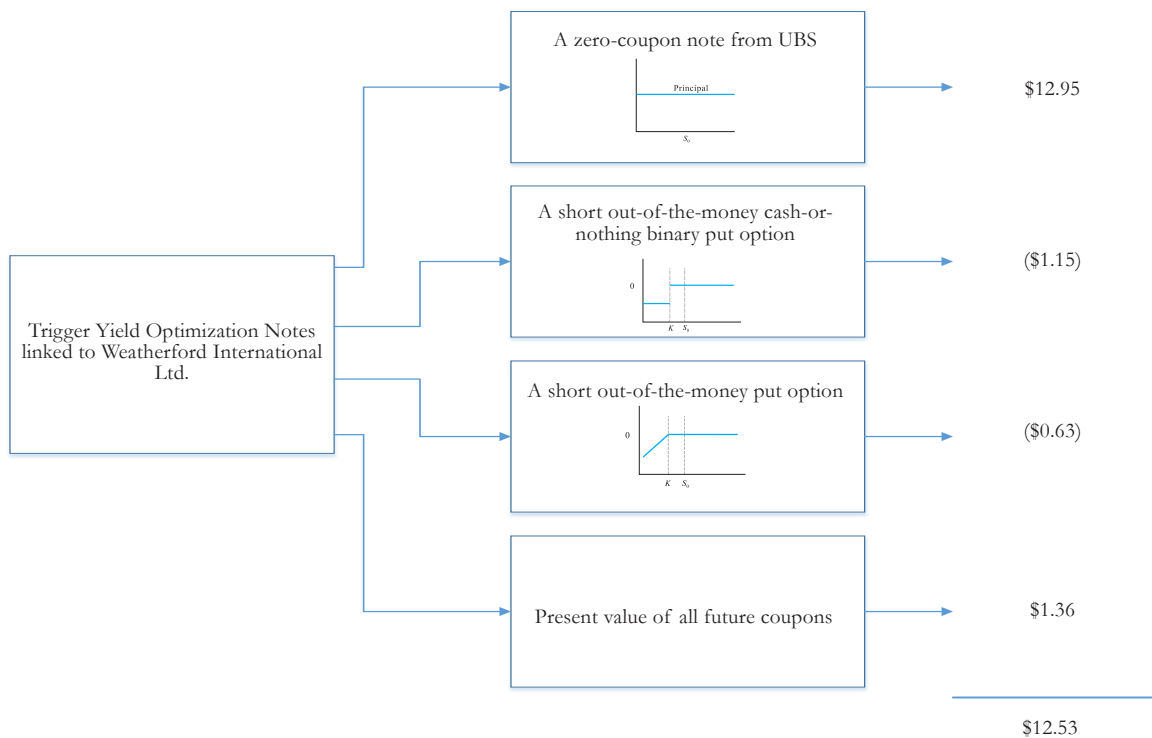 A zero-coupon note from UBS
Principal
S0
$12.95
A short out-of-the-money cash-or-
nothing binary put option
0
K S0
($1.15)
Trigger Yield Optimization Notes
linked to Weatherford International
Ltd.
A short out-of-the-money put option
0
K S0
($0.63)
Present value of all future coupons
$1.36
$12.53